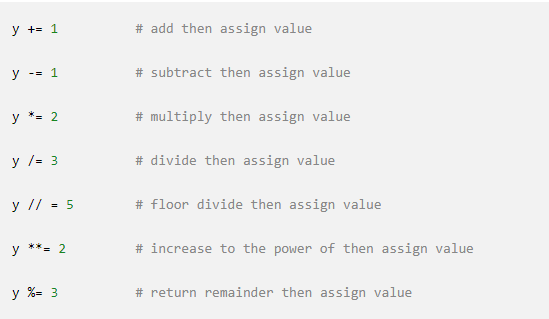 y += 1 # add then assign value
y -= 1 # subtract then assign value
y *= 2 # multiply then assign value
y /= 3 # divide then assign value
y // = 5 # floor divide then assign value
y **= 2 # increase to the power of then assign value
y %= 3 # return remainder then assign value